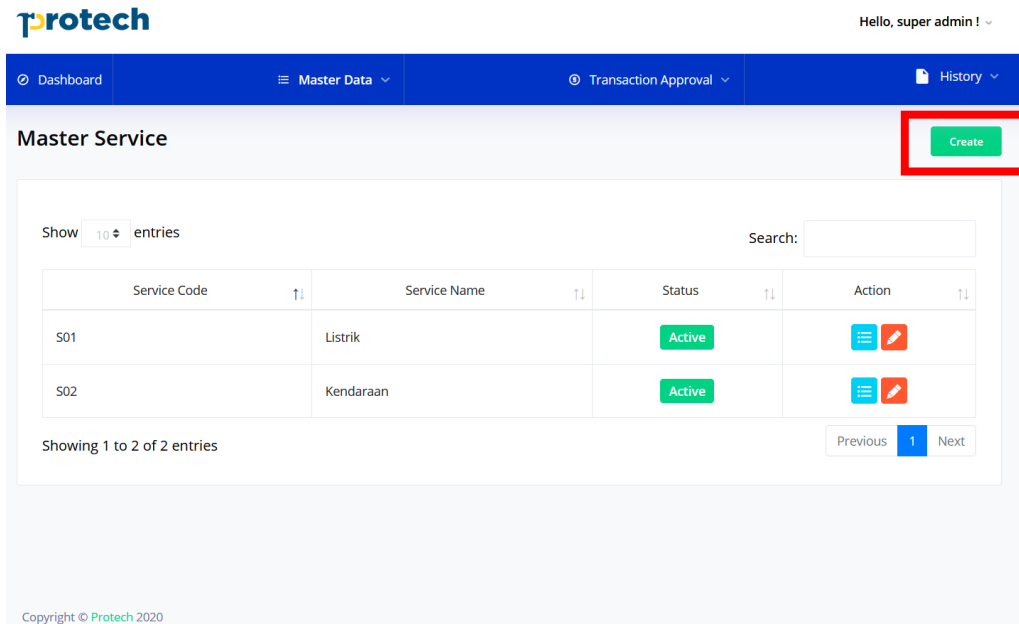 protech
Hello, super admin !
Dashboard Master Data Transaction Approval History
Master Service
Create
Show 10 entries
Search:
Service Code Service Name Status Action
S01 Listrik Active
S02 Kendaraan Active
Showing 1 to 2 of 2 entries
Previous 1 Next
Copyright © Protech 2020